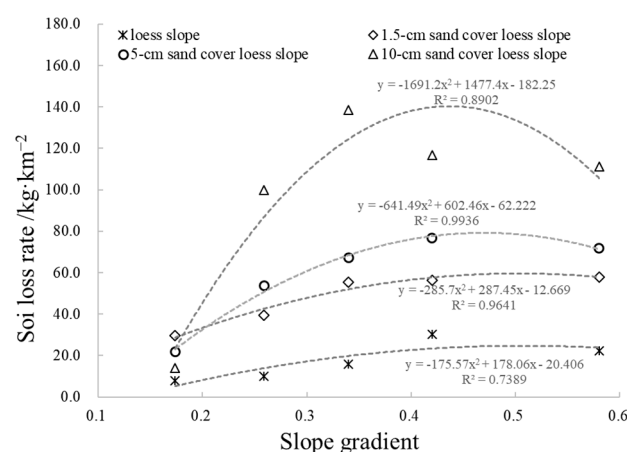 180.0
160.0
140.0
120.0
100.0
80.0
60.0
40.0
20.0
0.0
Soi loss rate /kg·km⁻²
loess slope
1.5-cm sand cover loess slope
5-cm sand cover loess slope
10-cm sand cover loess slope
y = -1691.2x² + 1477.4x - 182.25
R² = 0.8902
y = -641.49x² + 602.46x - 62.222
R² = 0.9936
y = -285.7x² + 287.45x - 12.669
R² = 0.9641
y = -175.57x² + 178.06x - 20.406
R² = 0.7389
0.1 0.2 0.3 0.4 0.5 0.6
Slope gradient